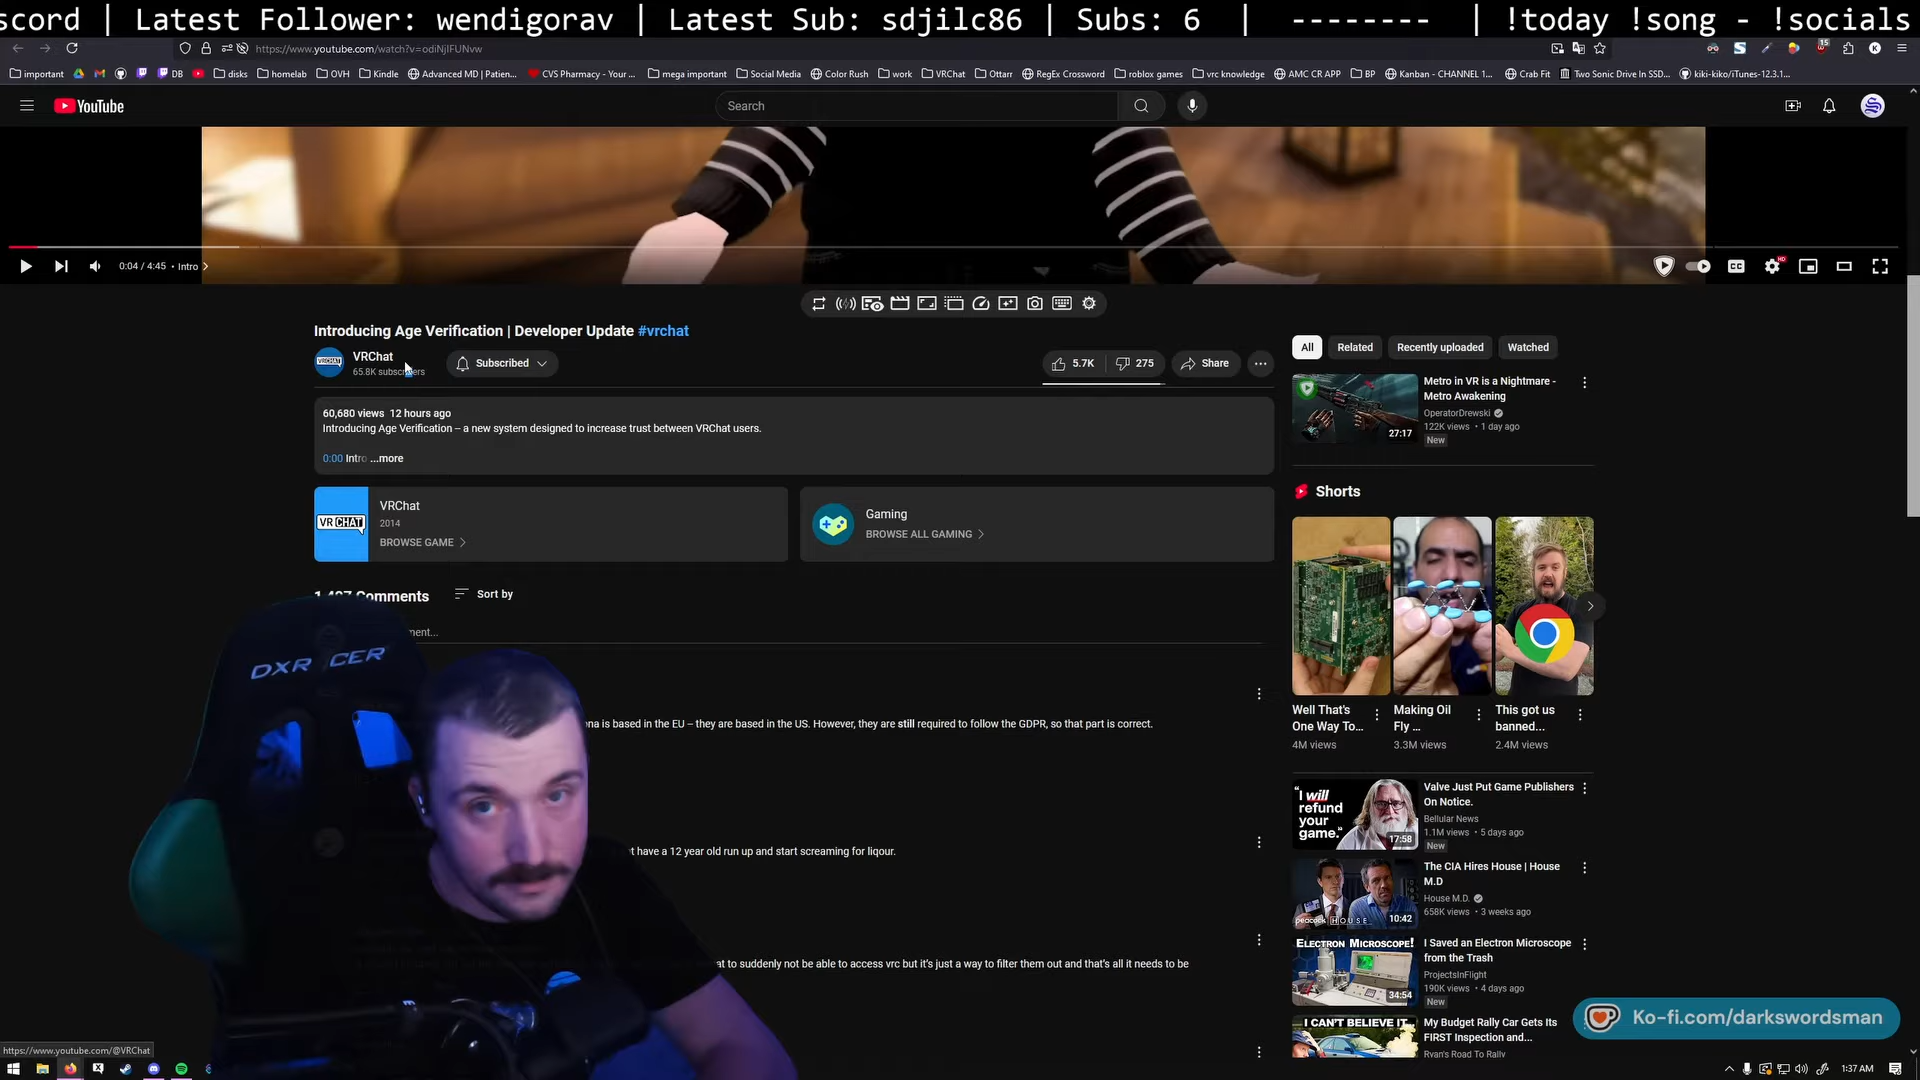 scord | Latest Follower: wendigorav | Latest Sub: sdjilc86 | Subs: 6 | -------- | !today !song - !socials
https://www.youtube.com/watch?v=odiNjIFUNvw
important
DB
disks
homelab
OVH
Kindle
Advanced MD | Patien...
CVS Pharmacy - Your ...
mega important
Social Media
Color Rush
work
VRChat
Ottarr
RegEx Crossword
roblox games
vrc knowledge
AMC CR APP
BP
Kanban - CHANNEL 1...
Crab Fit
Two Sonic Drive In SSD...
kiki-kiko/iTunes-12.3.1...
YouTube
Search
0:04 / 4:45 • Intro
Introducing Age Verification | Developer Update #vrchat
VRChat
65.8K subscribers
Subscribed
5.7K
275
Share
60,680 views 12 hours ago
Introducing Age Verification – a new system designed to increase trust between VRChat users.
0:00 Intro ...more
VRCHAT
VRChat
2014
BROWSE GAME
Gaming
BROWSE ALL GAMING
Comments
Sort by
ment...
na is based in the EU – they are based in the US. However, they are still required to follow the GDPR, so that part is correct.
have a 12 year old run up and start screaming for liqour.
at to suddenly not be able to access vrc but it's just a way to filter them out and that's all it needs to be
DXRACER
All
Related
Recently uploaded
Watched
27:17
Metro in VR is a Nightmare -
Metro Awakening
OperatorDrewski
122K views • 1 day ago
New
Shorts
Well That's
One Way To...
4M views
Making Oil
Fly ...
3.3M views
This got us
banned...
2.4M views
"I will
refund
your
game."
17:58
Valve Just Put Game Publishers
On Notice.
Bellular News
1.1M views • 5 days ago
New
peacock HOUSE
10:42
The CIA Hires House | House
M.D
House M.D.
658K views • 3 weeks ago
ELECTRON MICROSCOPE!
34:54
I Saved an Electron Microscope
from the Trash
ProjectsInFlight
190K views • 4 days ago
New
I CAN'T BELIEVE IT
My Budget Rally Car Gets Its
FIRST Inspection and...
Ryan's Road To Rally
Ko-fi.com/darkswordsman
https://www.youtube.com/@VRChat
1:37 AM